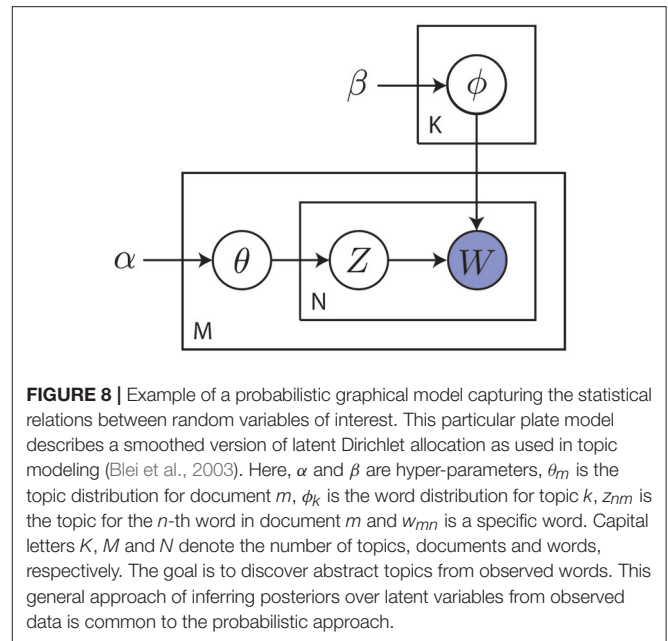 β
ϕ
K
α
θ
Z
W
N
M
FIGURE 8 | Example of a probabilistic graphical model capturing the statistical
relations between random variables of interest. This particular plate model
describes a smoothed version of latent Dirichlet allocation as used in topic
modeling (Blei et al., 2003). Here, α and β are hyper-parameters, θm is the
topic distribution for document m, ϕk is the word distribution for topic k, znm is
the topic for the n-th word in document m and wmn is a specific word. Capital
letters K, M and N denote the number of topics, documents and words,
respectively. The goal is to discover abstract topics from observed words. This
general approach of inferring posteriors over latent variables from observed
data is common to the probabilistic approach.